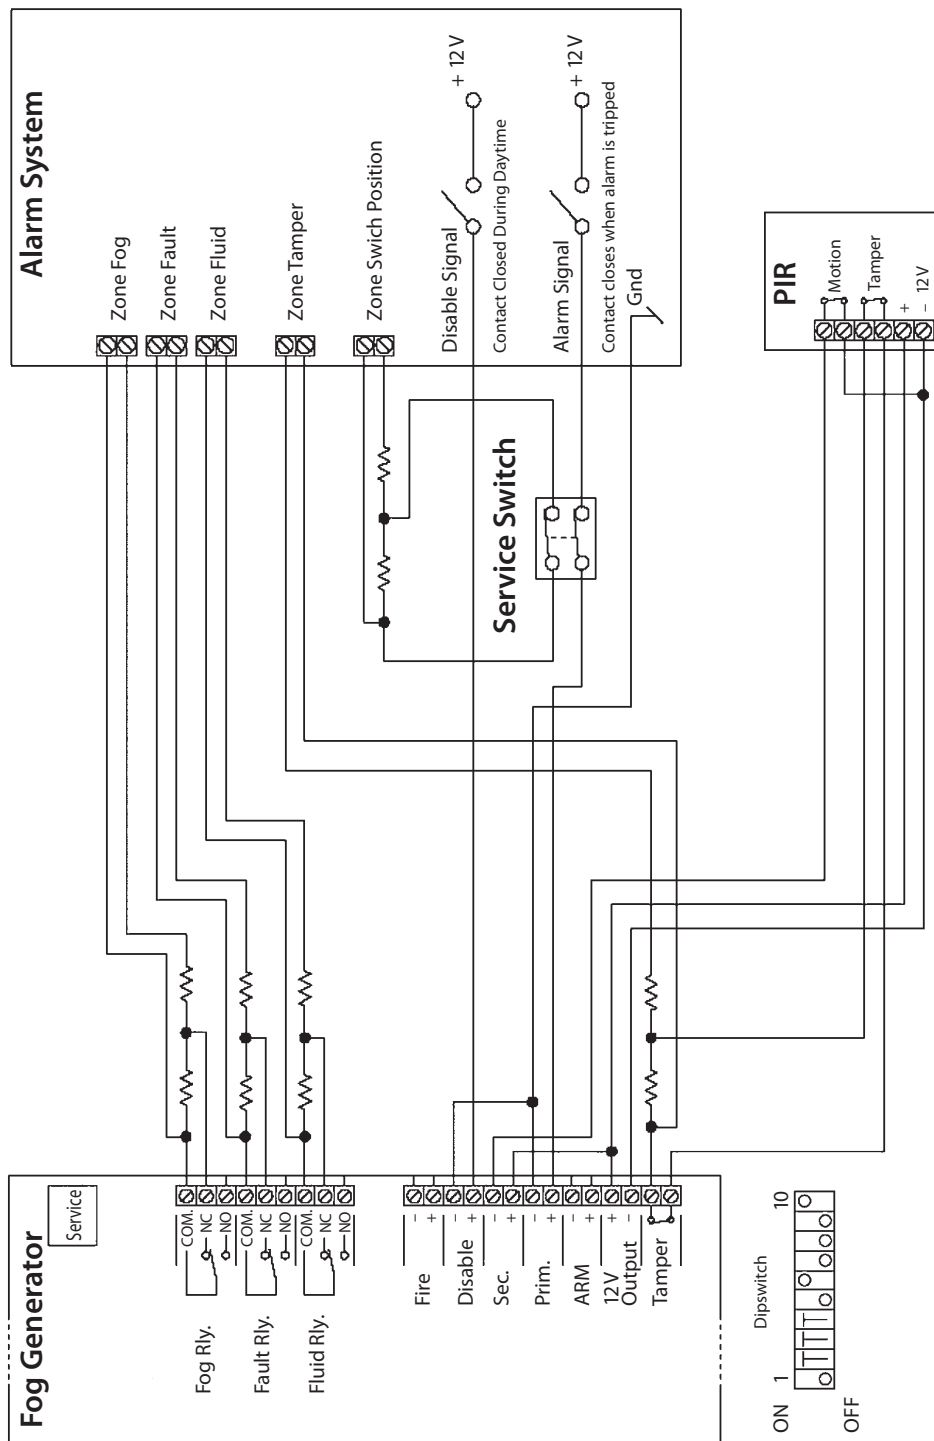 Alarm System
Zone Fog
Zone Fault
Zone Fluid
Zone Tamper
Zone Swich Position
Disable Signal
+ 12 V
Contact Closed During Daytime
Alarm Signal
+ 12 V
Contact closes when alarm is tripped
Gnd
Service Switch
PIR
Motion
Tamper
+
– 12 V
Fog Generator
Service
Fog Rly.
COM.
NC
NO
Fault Rly.
COM.
NC
NO
Fluid Rly.
COM.
NC
NO
Fire
–
+
Disable
–
+
Sec.
–
+
Prim.
–
+
ARM
–
+
12 V
Output
+
–
Tamper
Dipswitch
ON 1 10
T T T
OFF